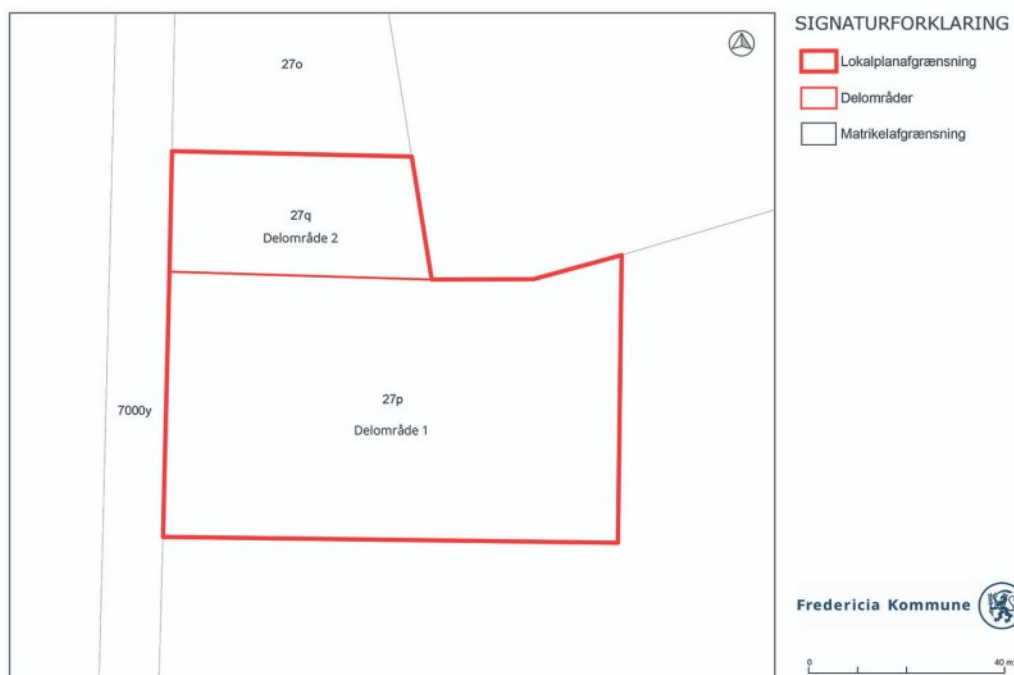 SIGNATURFORKLARING
Lokalplanafgrænsning
Delområder
Matrikelafgrænsning
27o
27q
Delområde 2
27p
Delområde 1
7000y
Fredericia Kommune
0 40 m